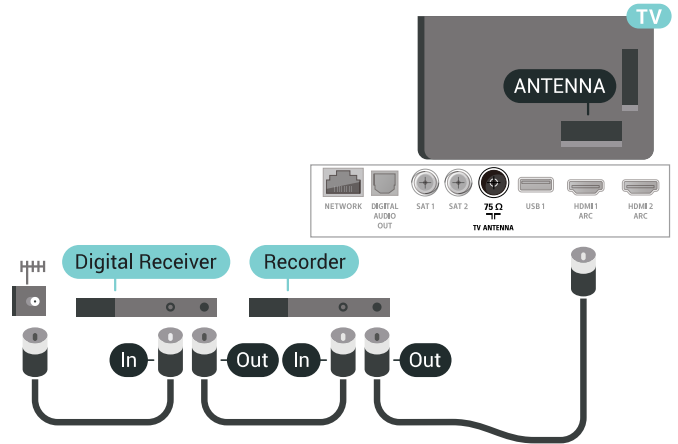 TV
ANTENNA
NETWORK
DIGITAL
AUDIO
OUT
SAT 1
SAT 2
75 Ω
TV ANTENNA
USB 1
HDMI 1
ARC
HDMI 2
ARC
Digital Receiver
Recorder
In
Out
In
Out